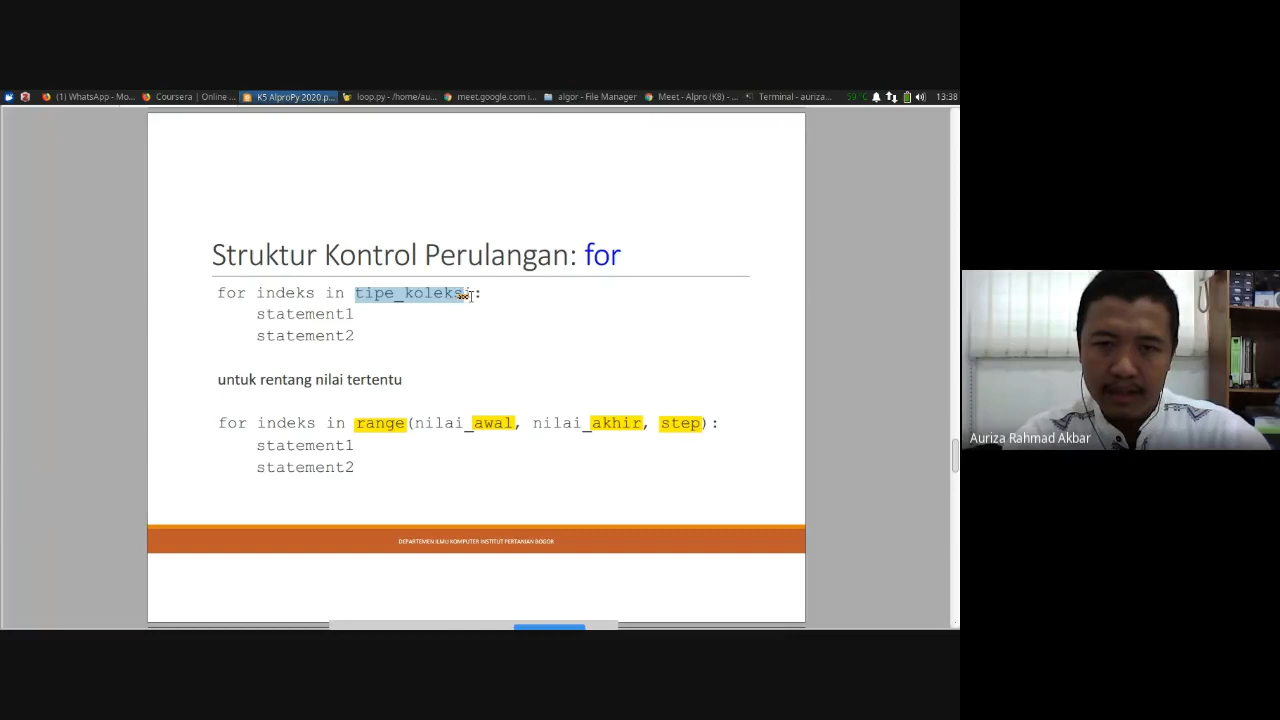 (1) WhatsApp - Mo...
Coursera | Online ...
K5 AlproPy 2020.p...
loop.py - /home/au...
meet.google.com i...
algor - File Manager
Meet - Alpro (K8) - ...
Terminal - auriza...
59 °C
13:38
Struktur Kontrol Perulangan: for
for indeks in tipe_koleksi:
statement1
statement2
untuk rentang nilai tertentu
for indeks in range(nilai_awal, nilai_akhir, step):
statement1
statement2
DEPARTEMEN ILMU KOMPUTER INSTITUT PERTANIAN BOGOR
Auriza Rahmad Akbar